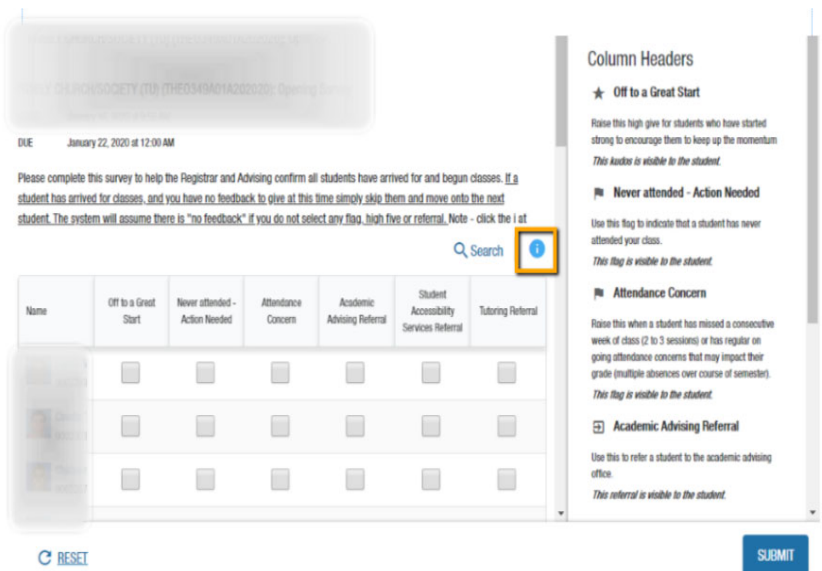 (THEO349A01A202020): Opening
DUE January 22, 2020 at 12:00 AM
Please complete this survey to help the Registrar and Advising confirm all students have arrived for and begun classes. If a
student has arrived for classes, and you have no feedback to give at this time simply skip them and move onto the next
student. The system will assume there is "no feedback" if you do not select any flag, high five or referral. Note - click the i at
Search i
Name
Off to a Great
Start
Never attended -
Action Needed
Attendance
Concern
Academic
Advising Referral
Student
Accessibility
Services Referral
Tutoring Referral
RESET
Column Headers
Off to a Great Start
Raise this high give for students who have started
strong to encourage them to keep up the momentum
This kudos is visible to the student.
Never attended - Action Needed
Use this flag to indicate that a student has never
attended your class.
This flag is visible to the student.
Attendance Concern
Raise this when a student has missed a consecutive
week of class (2 to 3 sessions) or has regular on
going attendance concerns that may impact their
grade (multiple absences over course of semester).
This flag is visible to the student.
Academic Advising Referral
Use this to refer a student to the academic advising
office.
This referral is visible to the student.
SUBMIT